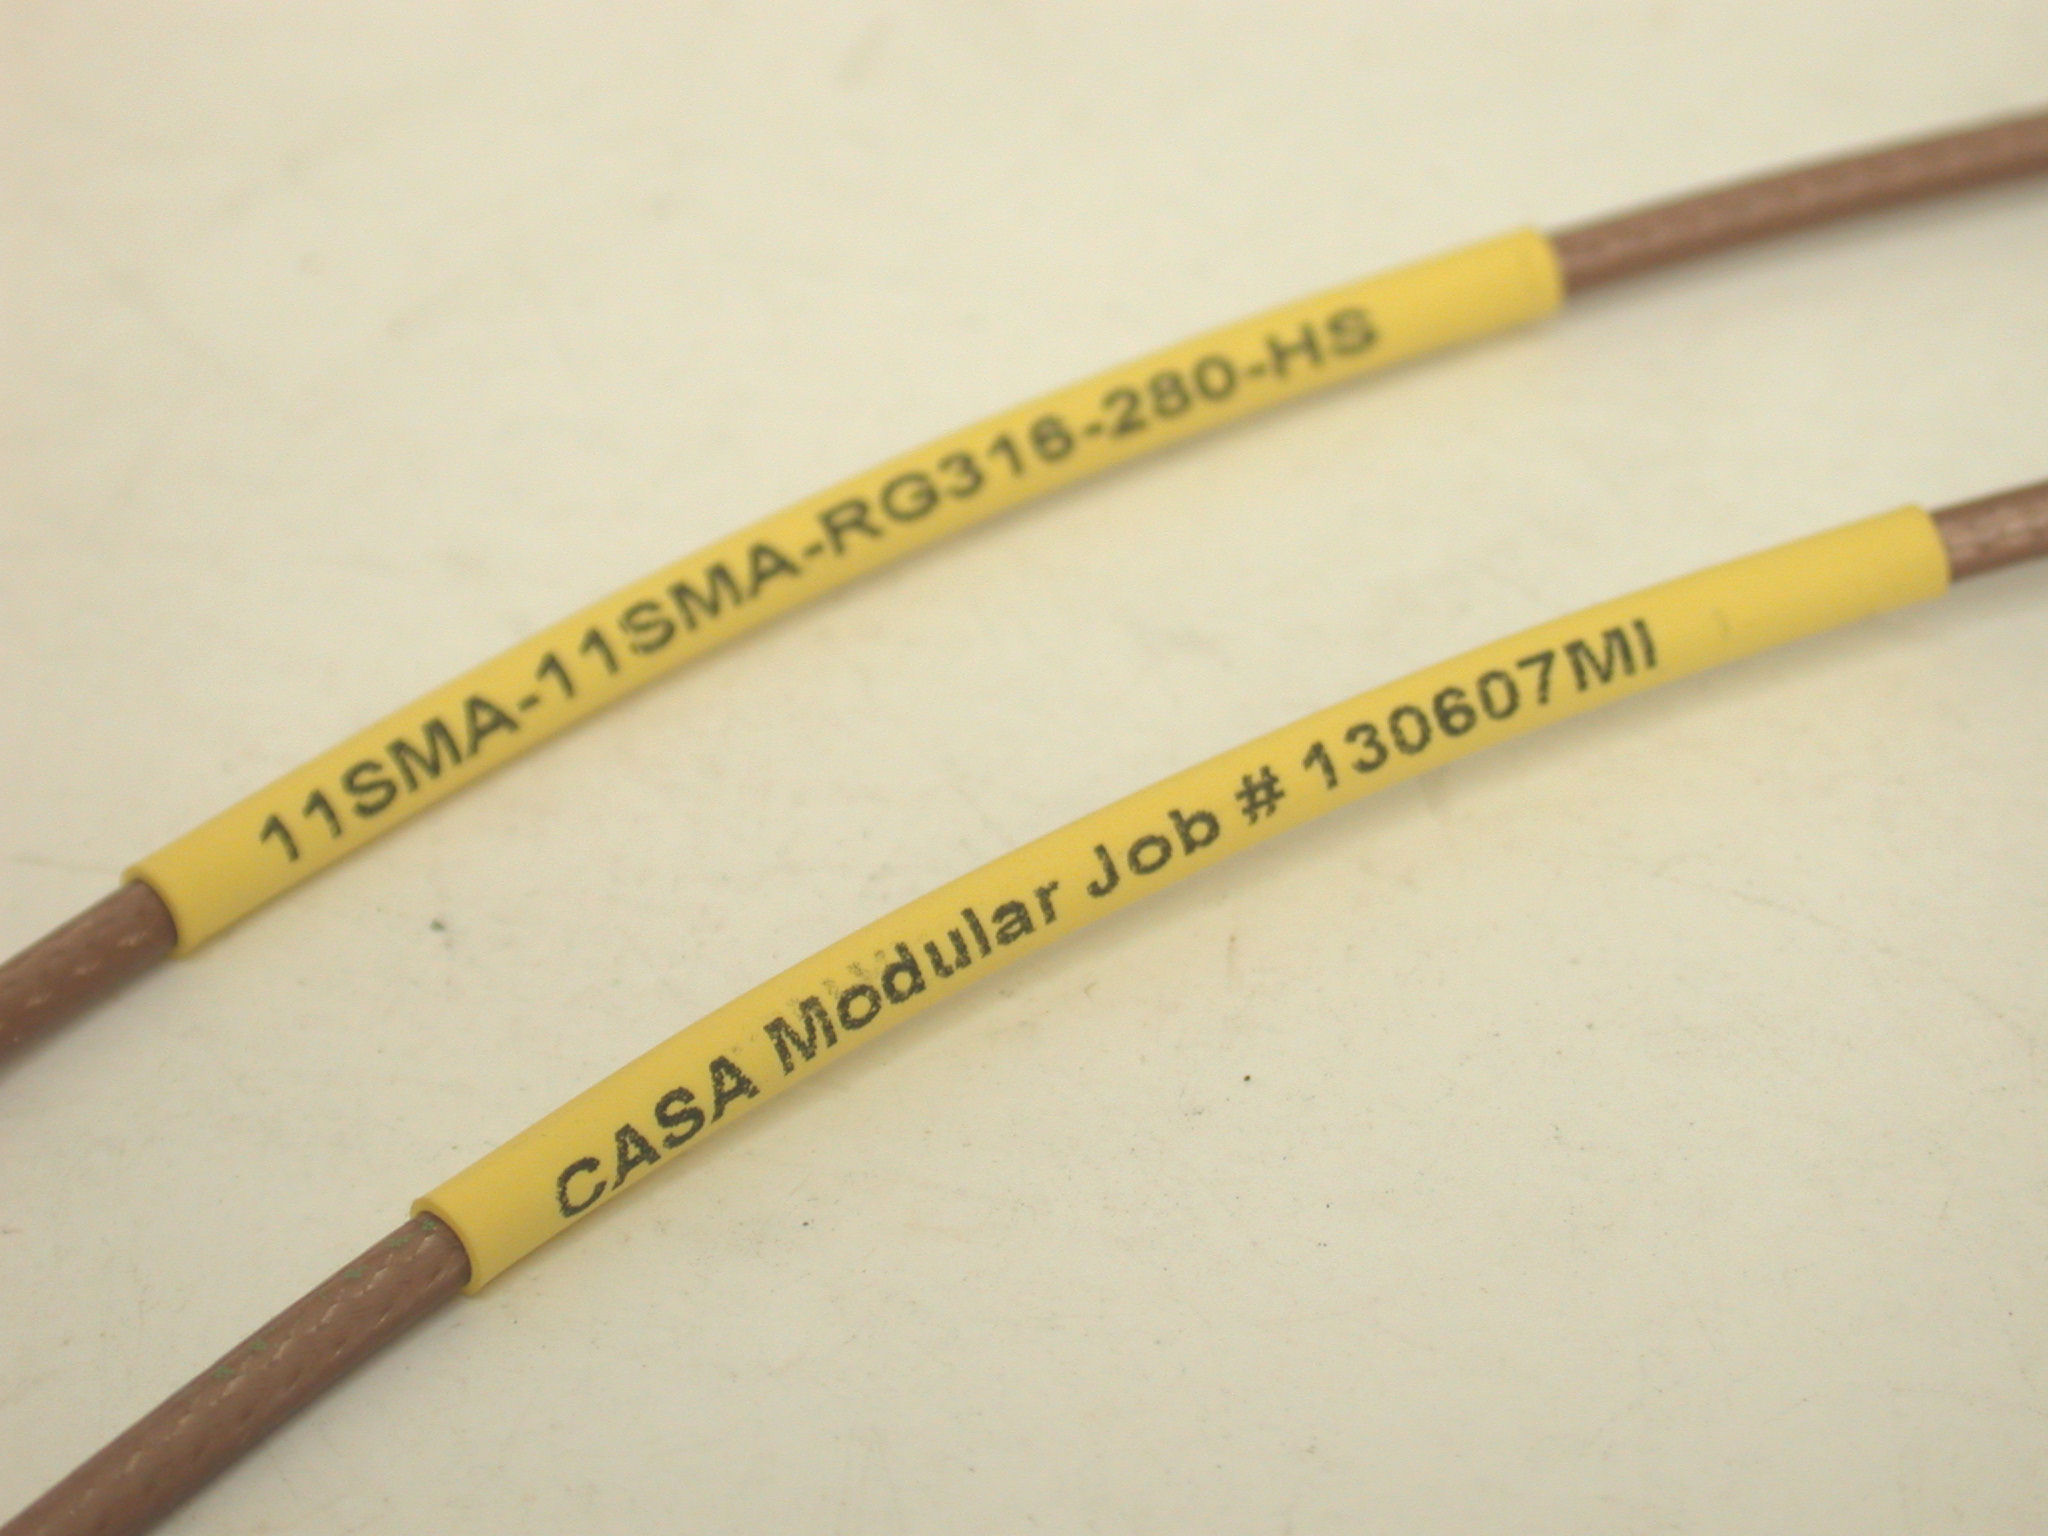 11SMA-11SMA-RG316-280-HS
CASA Modular Job # 130607MI